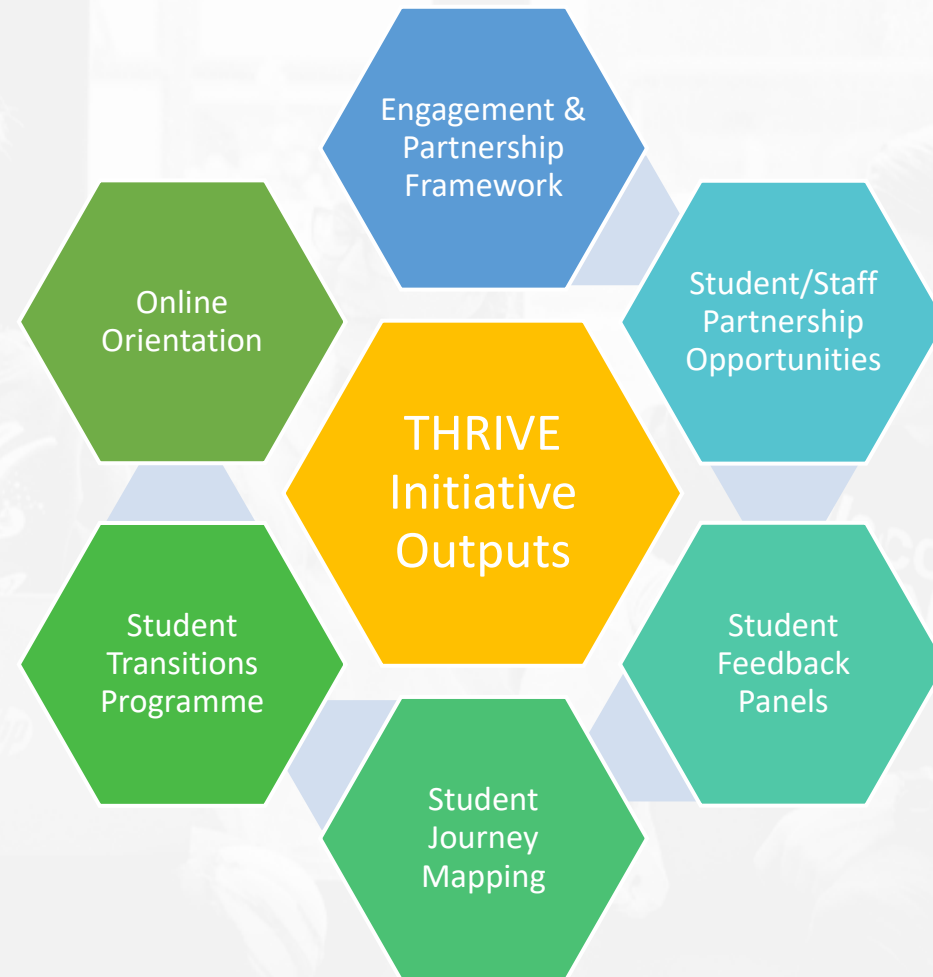 Engagement &
Partnership
Framework
Student/Staff
Partnership
Opportunities
Student
Feedback
Panels
Student
Journey
Mapping
Student
Transitions
Programme
Online
Orientation
THRIVE
Initiative
Outputs